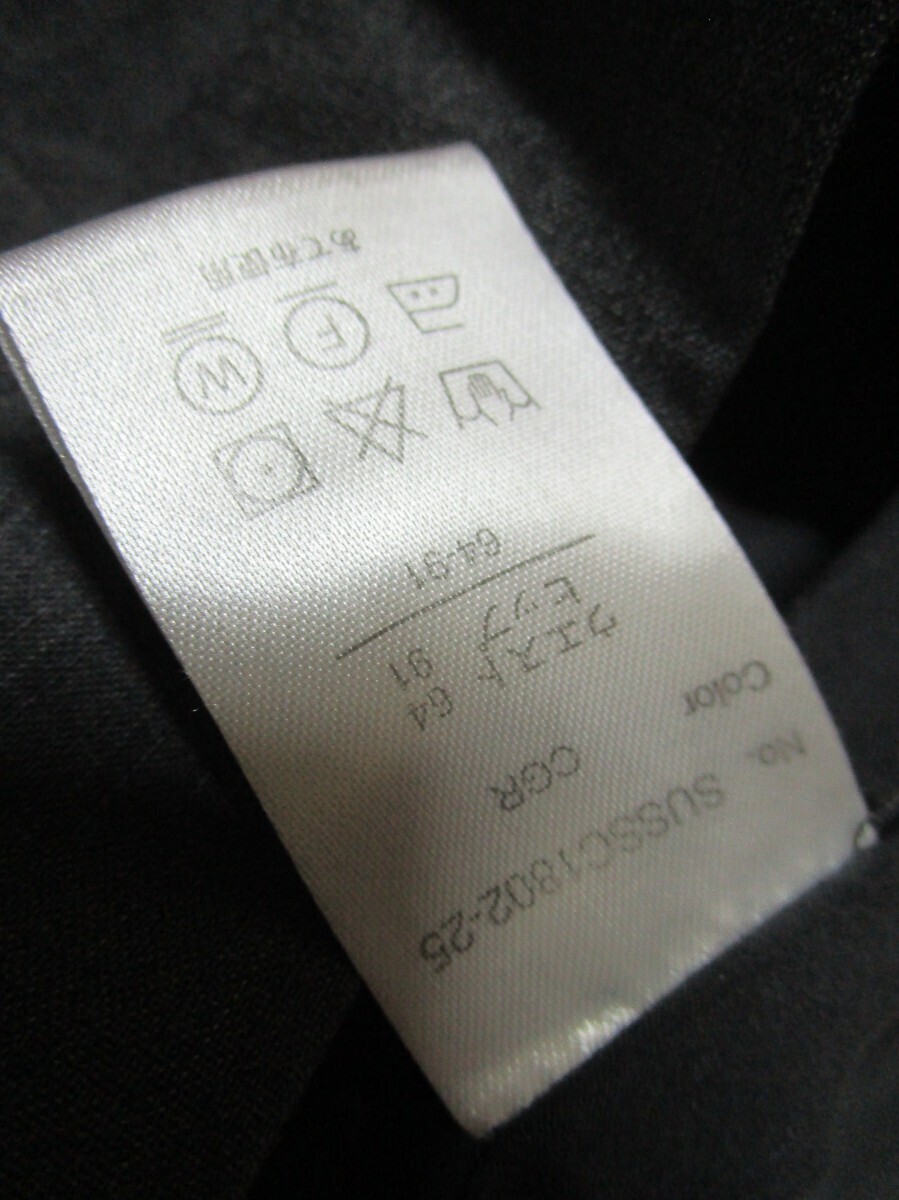 No. SUSSC1802-25
Color CGR
ウエスト 64
ヒップ 91
64-91
W F
あて布使用